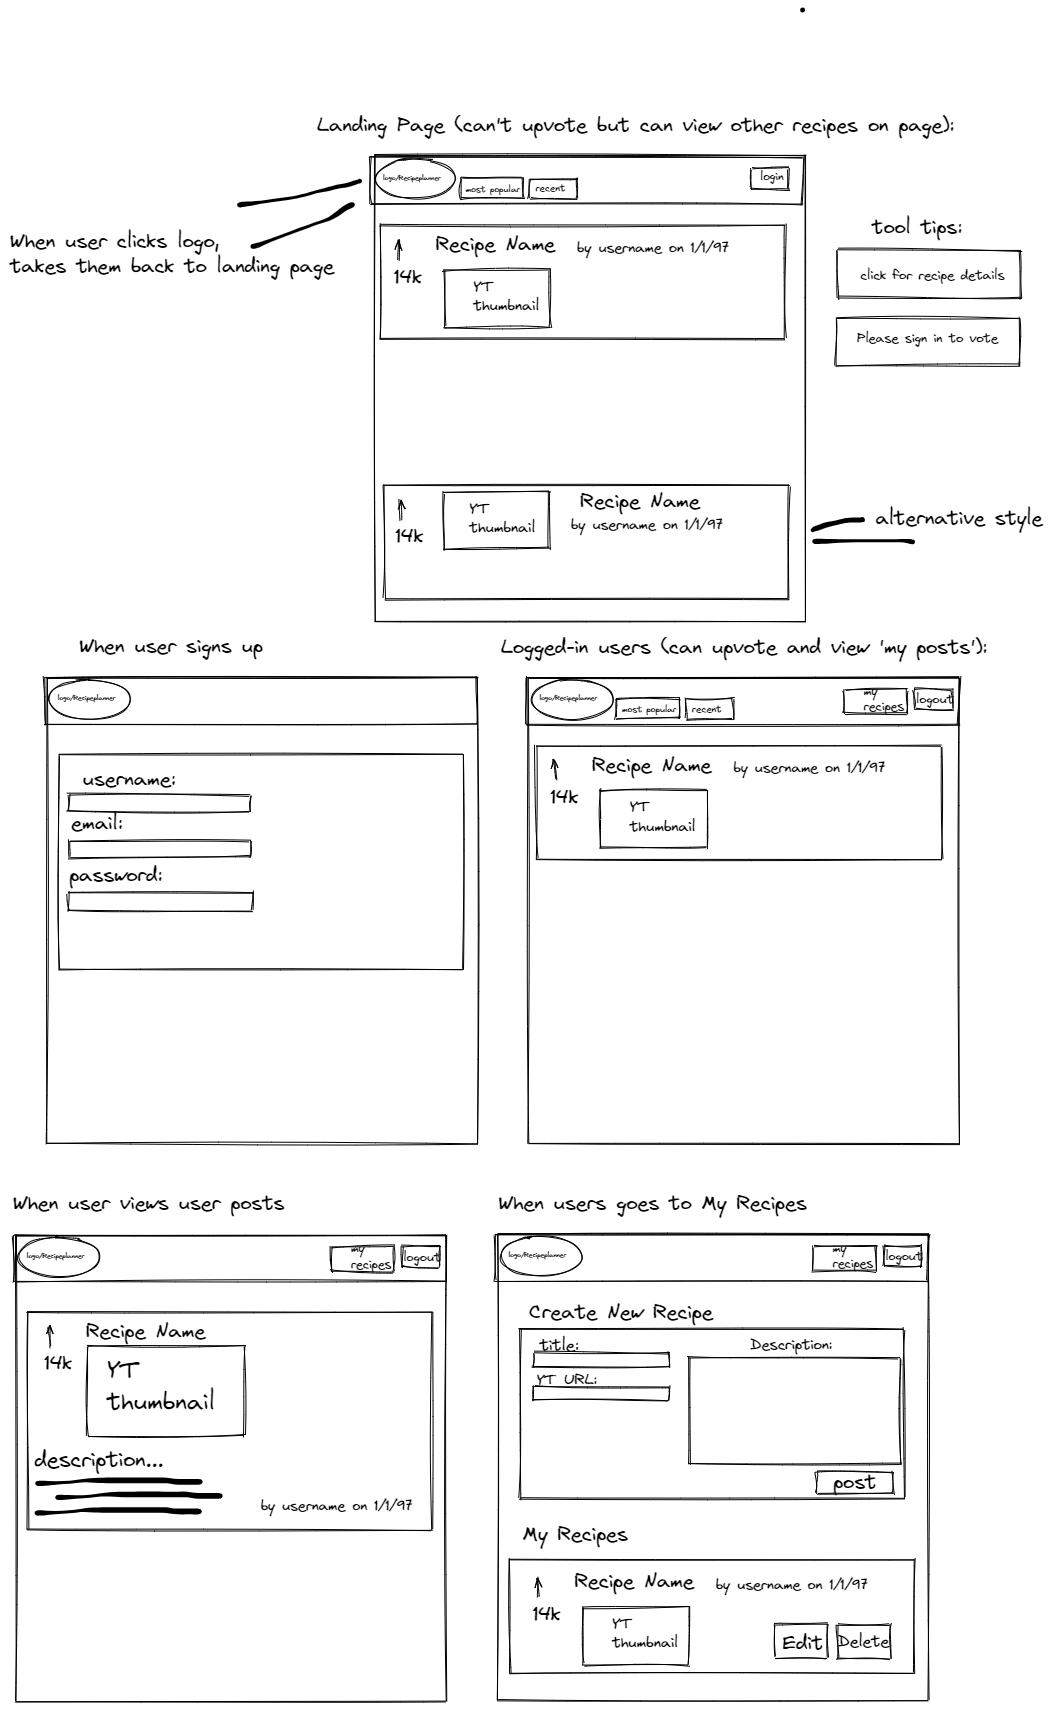 Landing Page (can't upvote but can view other recipes on page):
logo/Recipeplanner
most popular
recent
login
When user clicks logo,
takes them back to landing page
14k
Recipe Name
by username on 1/1/97
YT
thumbnail
tool tips:
click for recipe details
Please sign in to vote
14k
YT
thumbnail
Recipe Name
by username on 1/1/97
alternative style
When user signs up
logo/Recipeplanner
username:
email:
password:
Logged-in users (can upvote and view 'my posts'):
logo/Recipeplanner
most popular
recent
my
recipes
logout
14k
Recipe Name
by username on 1/1/97
YT
thumbnail
When user views user posts
logo/Recipeplanner
my
recipes
logout
14k
Recipe Name
YT
thumbnail
description...
by username on 1/1/97
When users goes to My Recipes
logo/Recipeplanner
my
recipes
logout
Create New Recipe
title:
YT URL:
Description:
post
My Recipes
14k
Recipe Name
by username on 1/1/97
YT
thumbnail
Edit
Delete